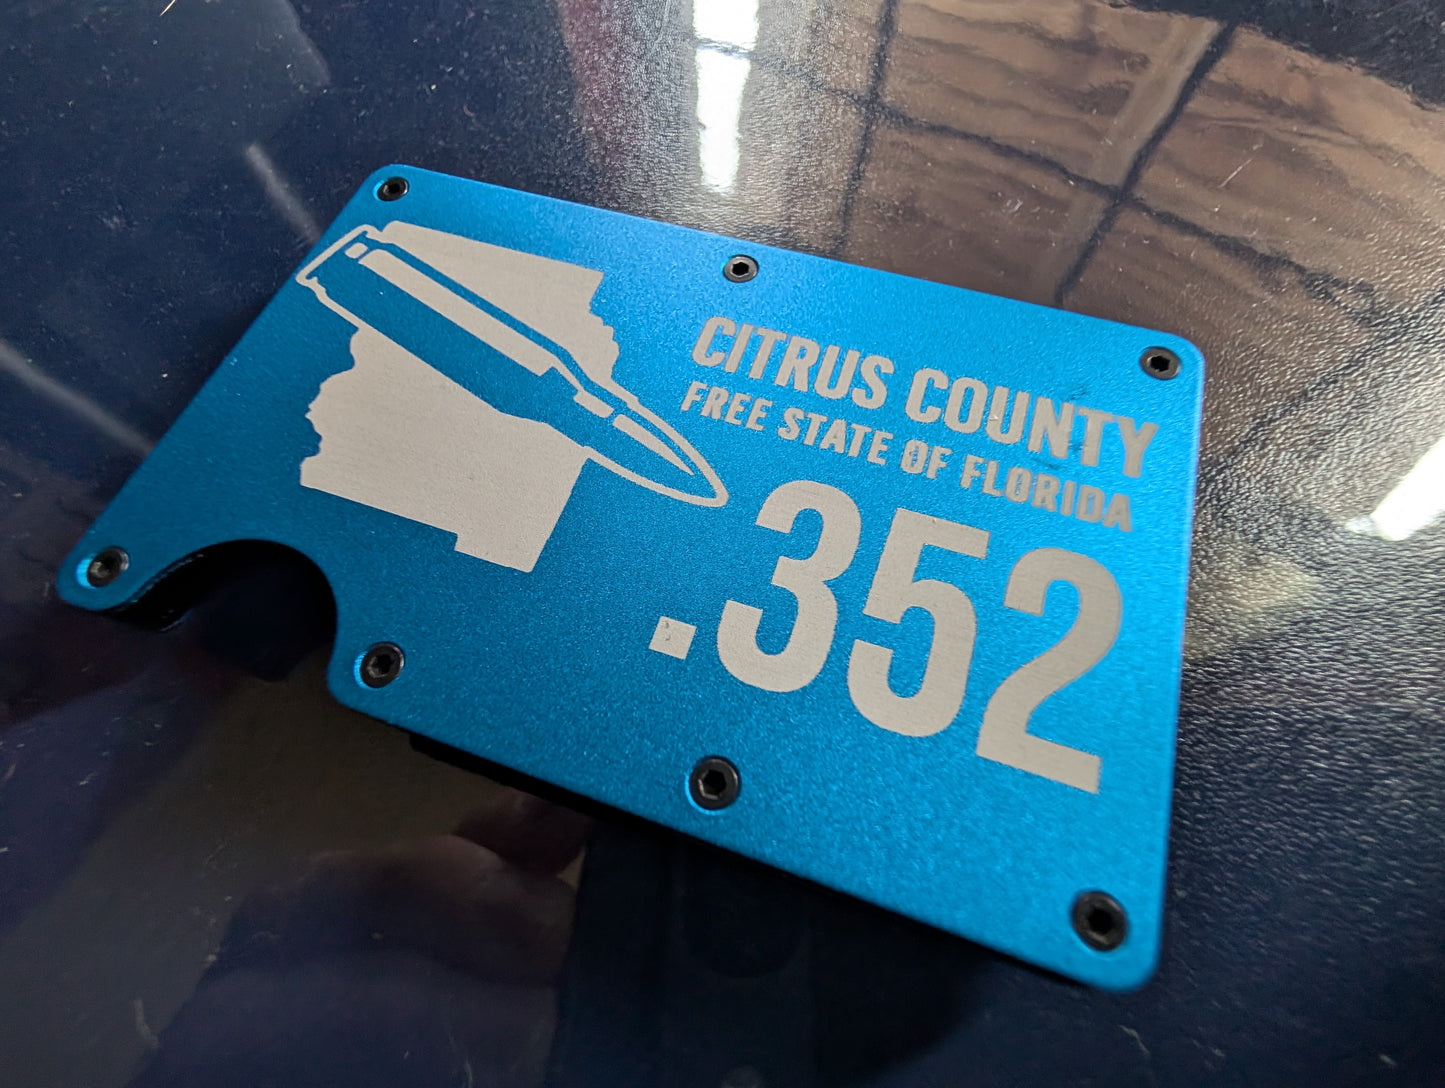 CITRUS COUNTY
FREE STATE OF FLORIDA
.352